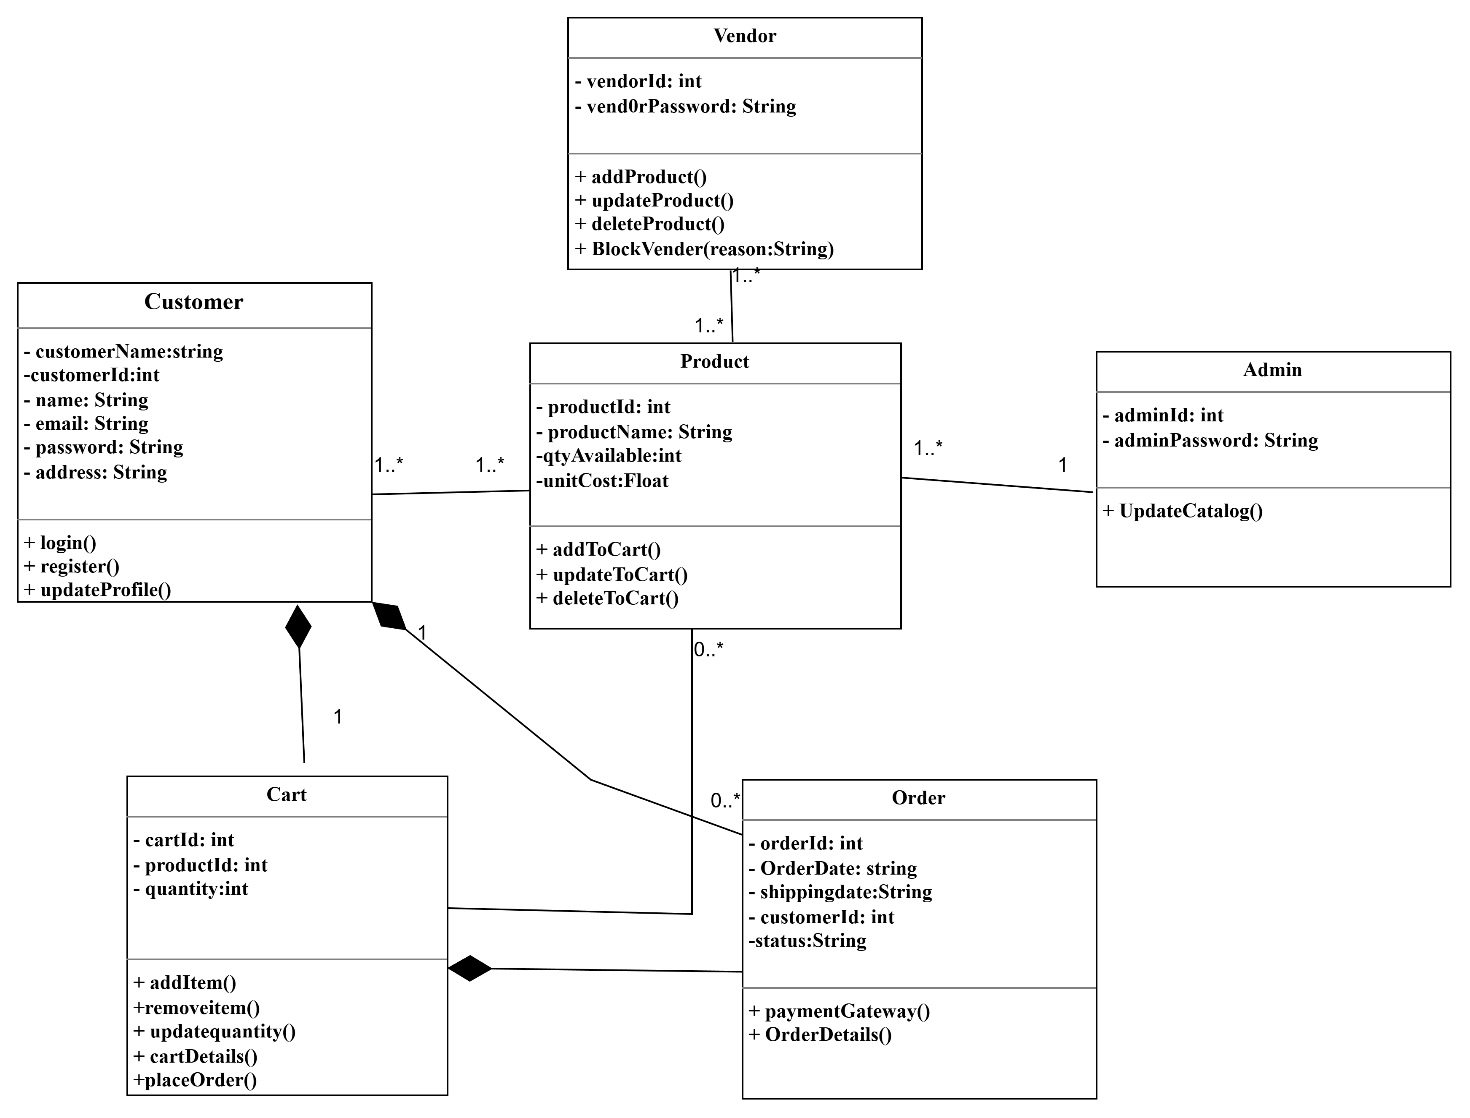 Vendor
- vendorId: int
- vend0rPassword: String
+ addProduct()
+ updateProduct()
+ deleteProduct()
+ BlockVender(reason:String)
1..*
1..*
Customer
- customerName:string
-customerId:int
- name: String
- email: String
- password: String
- address: String
+ login()
+ register()
+ updateProfile()
1..*
1..*
Product
- productId: int
- productName: String
-qtyAvailable:int
-unitCost:Float
+ addToCart()
+ updateToCart()
+ deleteToCart()
1..*
1
Admin
- adminId: int
- adminPassword: String
+ UpdateCatalog()
1
0..*
1
0..*
Cart
- cartId: int
- productId: int
- quantity:int
+ addItem()
+removeitem()
+ updatequantity()
+ cartDetails()
+placeOrder()
Order
- orderId: int
- OrderDate: string
- shippingdate:String
- customerId: int
-status:String
+ paymentGateway()
+ OrderDetails()